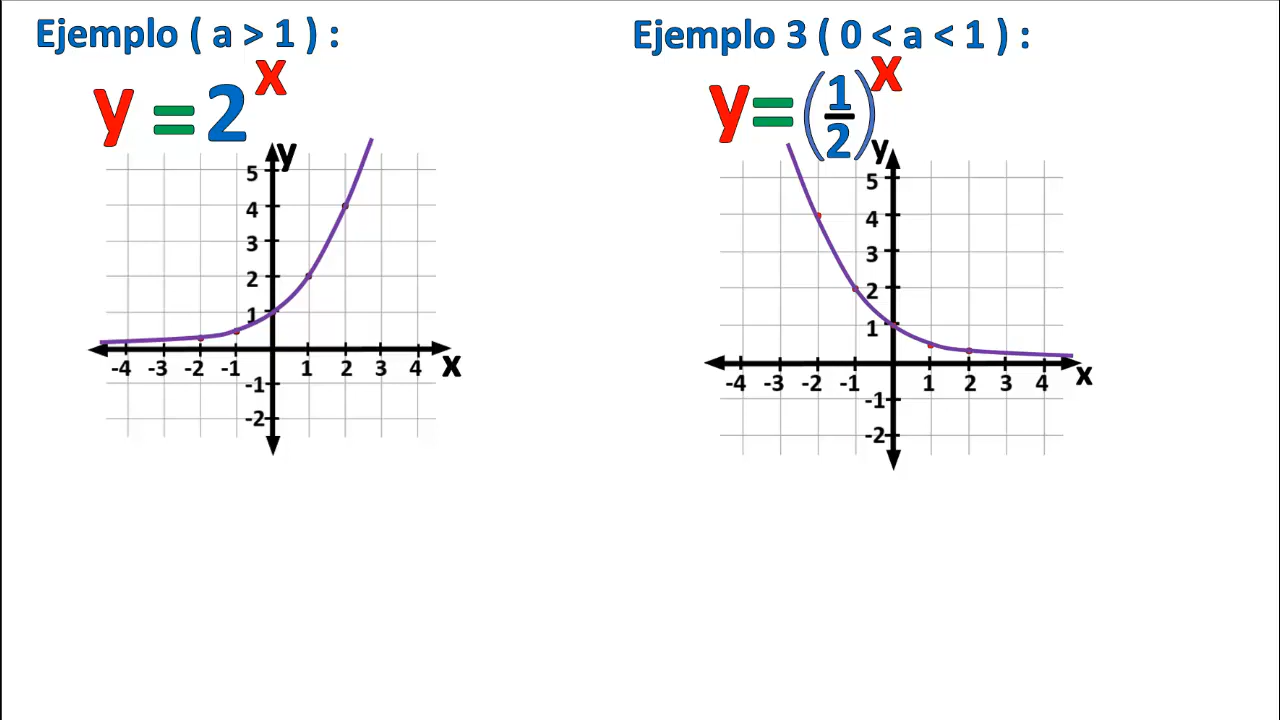 Ejemplo ( a > 1 ) :
y = 2^x
y
5
4
3
2
1
-4 -3 -2 -1 1 2 3 4 x
-1
-2
Ejemplo 3 ( 0 < a < 1 ) :
y=(1/2)^x
y
5
4
3
2
1
-4 -3 -2 -1 1 2 3 4 x
-1
-2